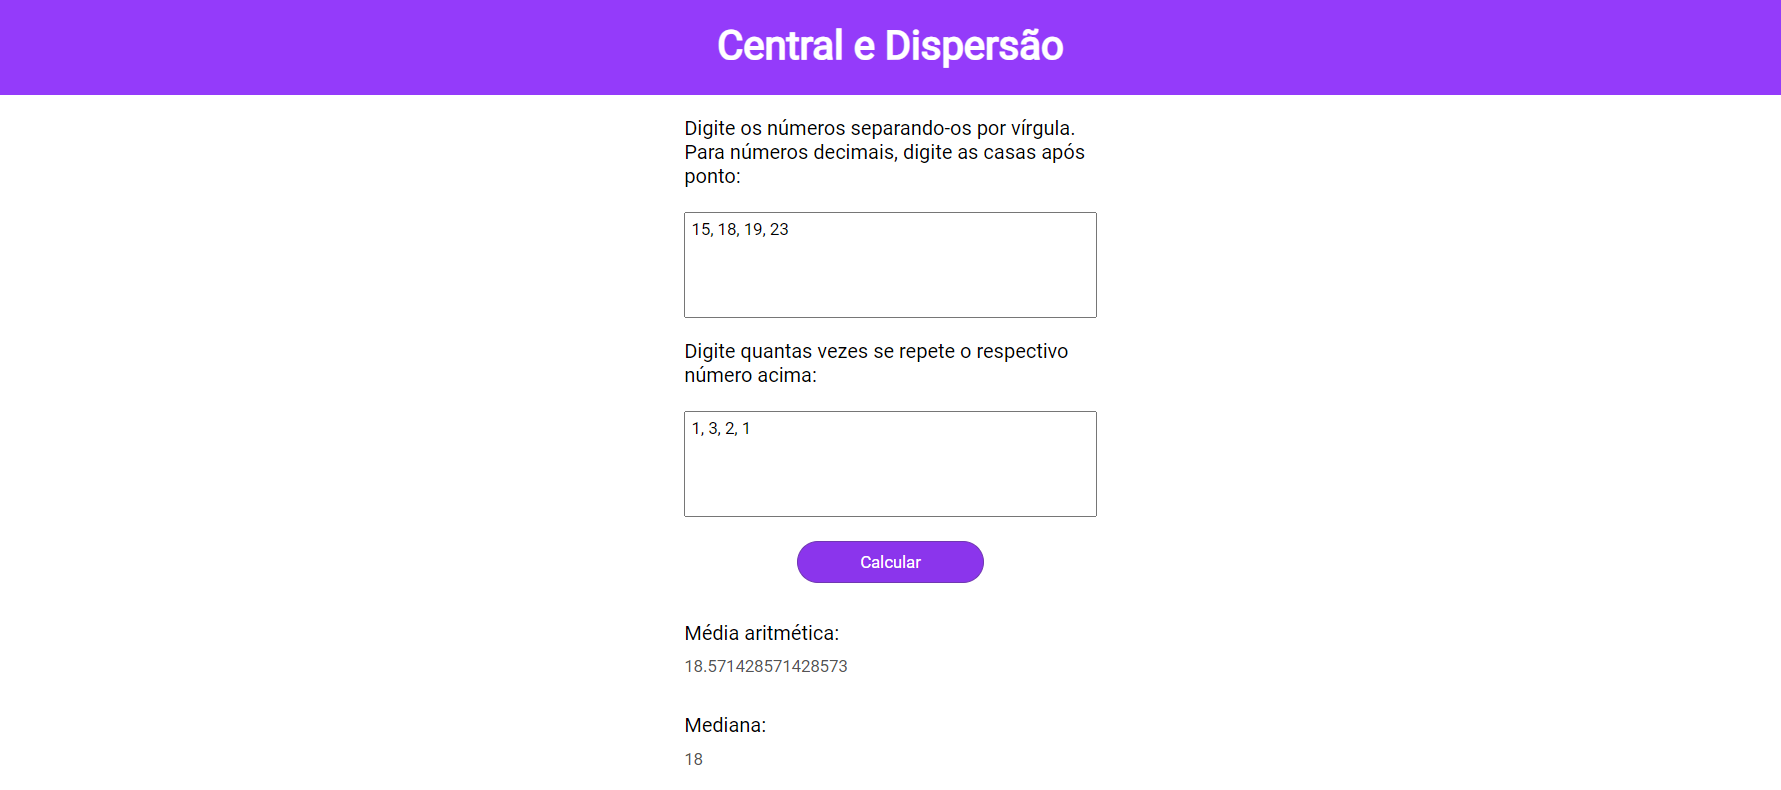 Central e Dispersão
Digite os números separando-os por vírgula.
Para números decimais, digite as casas após
ponto:
15, 18, 19, 23
Digite quantas vezes se repete o respectivo
número acima:
1, 3, 2, 1
Calcular
Média aritmética:
18.571428571428573
Mediana:
18